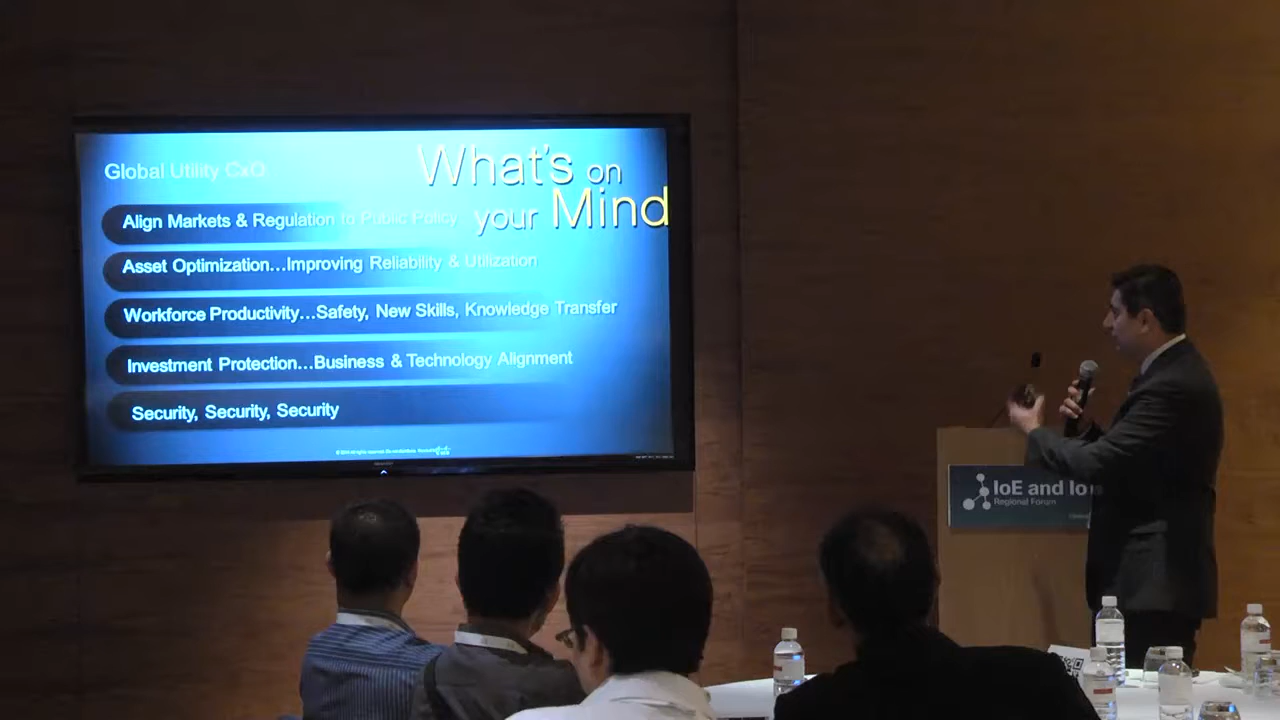 Global Utility CxO
What's on
your Mind
Align Markets & Regulation to Public Policy
Asset Optimization...Improving Reliability & Utilization
Workforce Productivity...Safety, New Skills, Knowledge Transfer
Investment Protection...Business & Technology Alignment
Security, Security, Security
IoE and Io
Regional Forum